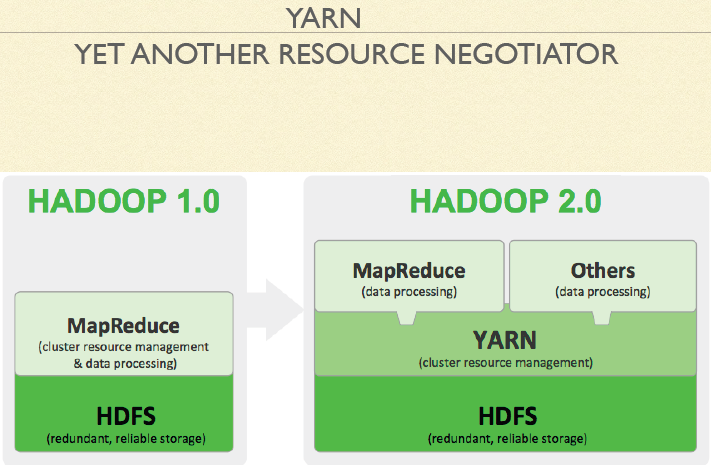 YARN
YET ANOTHER RESOURCE NEGOTIATOR
HADOOP 1.0
MapReduce
(cluster resource management
& data processing)
HDFS
(redundant, reliable storage)
HADOOP 2.0
MapReduce
(data processing)
Others
(data processing)
YARN
(cluster resource management)
HDFS
(redundant, reliable storage)